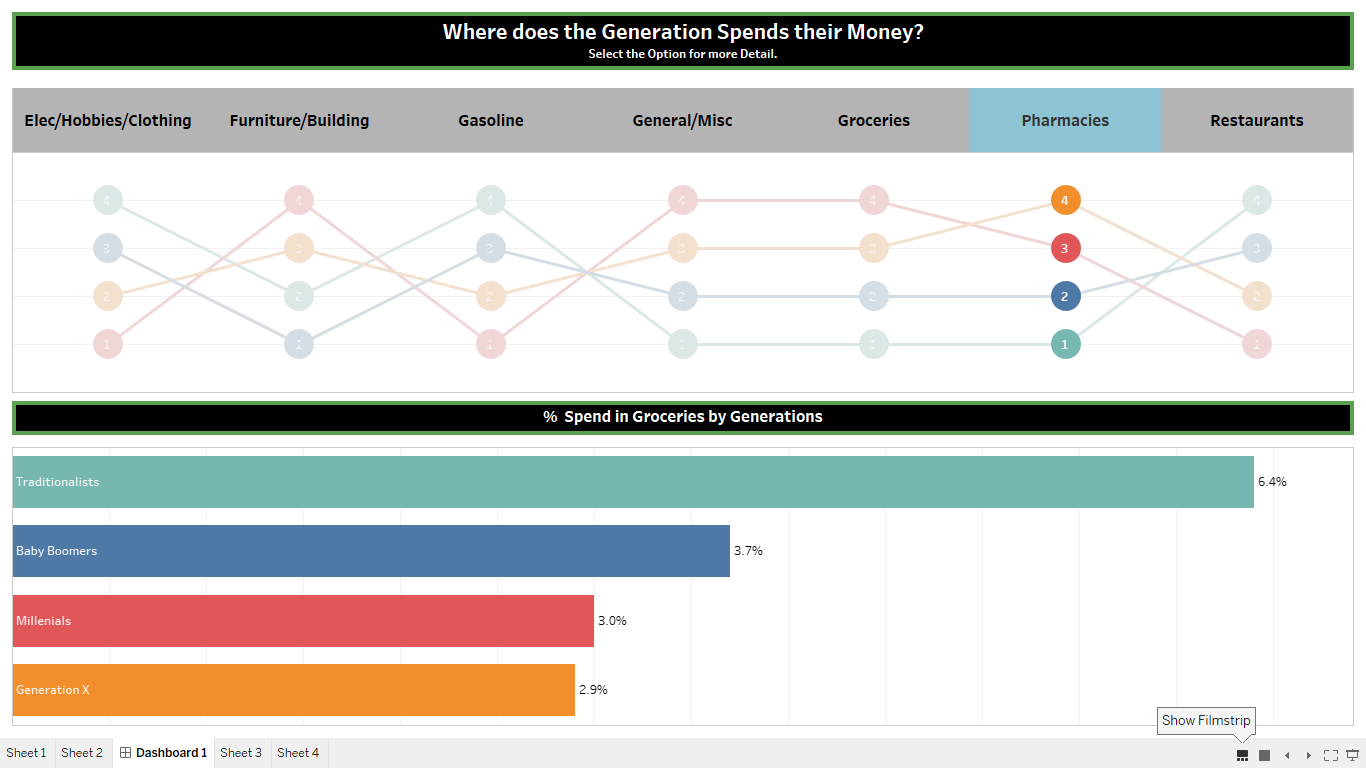 Where does the Generation Spends their Money?
Select the Option for more Detail.
Elec/Hobbies/Clothing Furniture/Building Gasoline General/Misc Groceries Pharmacies Restaurants
4 4 4 4 4 4 4
3 3 3 3 3 3 3
2 2 2 2 2 2 2
1 1 1 1 1 1 1
% Spend in Groceries by Generations
Traditionalists 6.4%
Baby Boomers 3.7%
Millenials 3.0%
Generation X 2.9%
Show Filmstrip
Sheet 1 Sheet 2 Dashboard 1 Sheet 3 Sheet 4